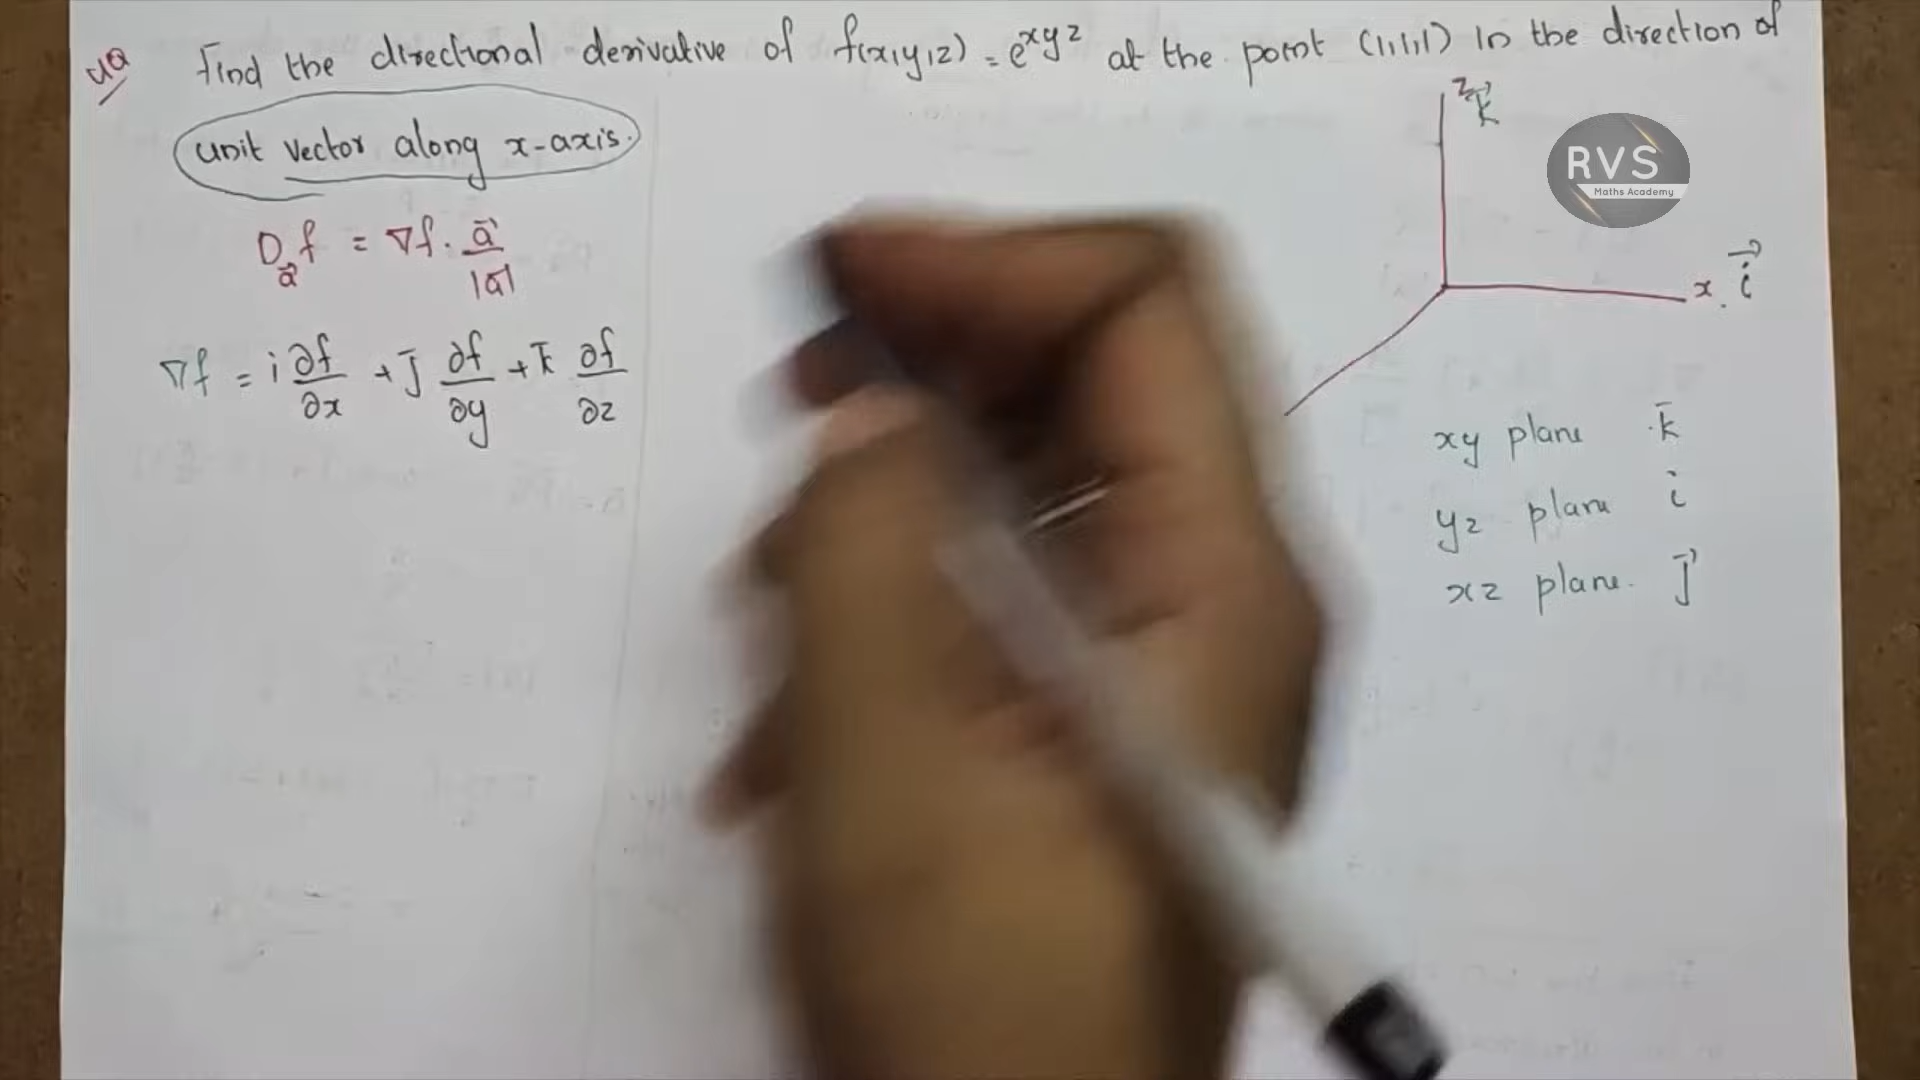 UQ Find the directional derivative of f(x,y,z) = e^xyz at the point (1,1,1) in the direction of
unit vector along x-axis.
z k⃗
RVS
Maths Academy
D_a⃗ f = ∇f · a⃗/|a⃗|
x. i⃗
∇f = i ∂f/∂x + j̄ ∂f/∂y + k̄ ∂f/∂z
xy plane k̄
yz plane i
xz plane. j⃗